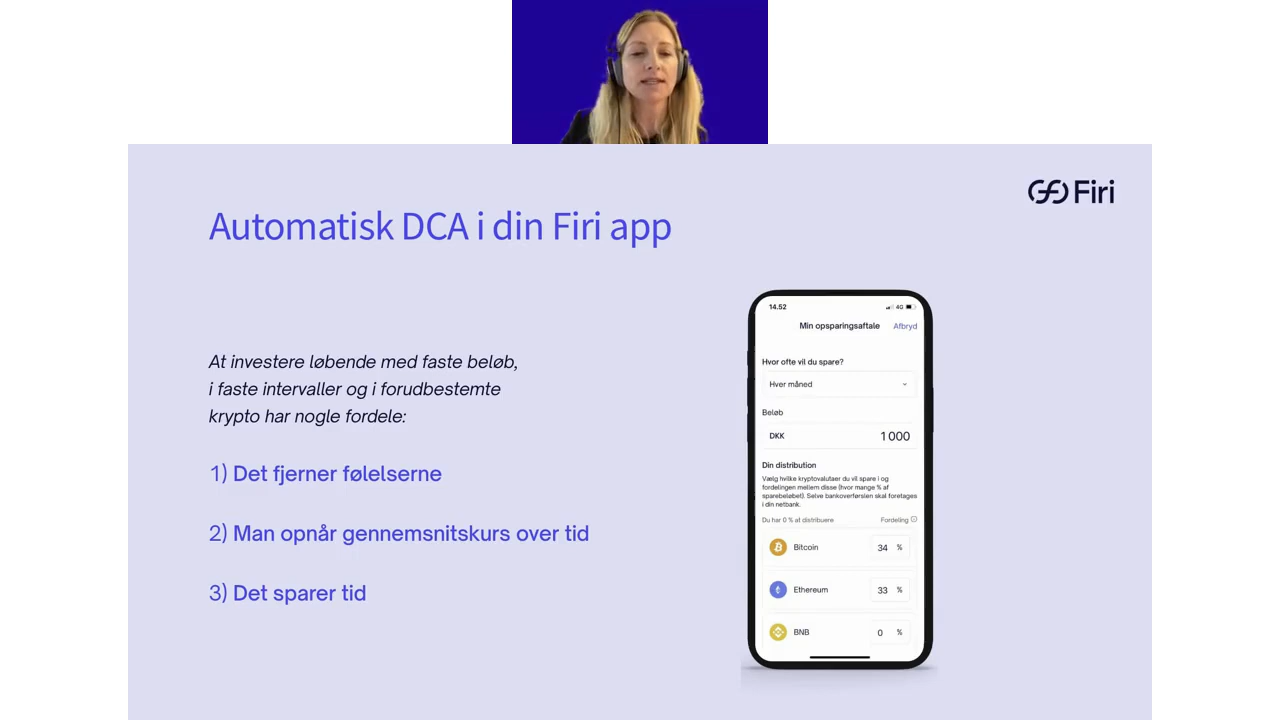 Firi
Automatisk DCA i din Firi app
At investere løbende med faste beløb,
i faste intervaller og i forudbestemte
krypto har nogle fordele:
1) Det fjerner følelserne
2) Man opnår gennemsnitskurs over tid
3) Det sparer tid
14.52
4G
Min opsparingsaftale Afbryd
Hvor ofte vil du spare?
Hver måned
Beløb
DKK 1 000
Din distribution
Vælg hvilke kryptovalutaer du vil spare i og
fordelingen mellem disse (hvor mange % af
sparebeløbet). Selve bankoverførslen skal foretages
i din netbank.
Du har 0 % at distribuere Fordeling
Bitcoin 34 %
Ethereum 33 %
BNB 0 %